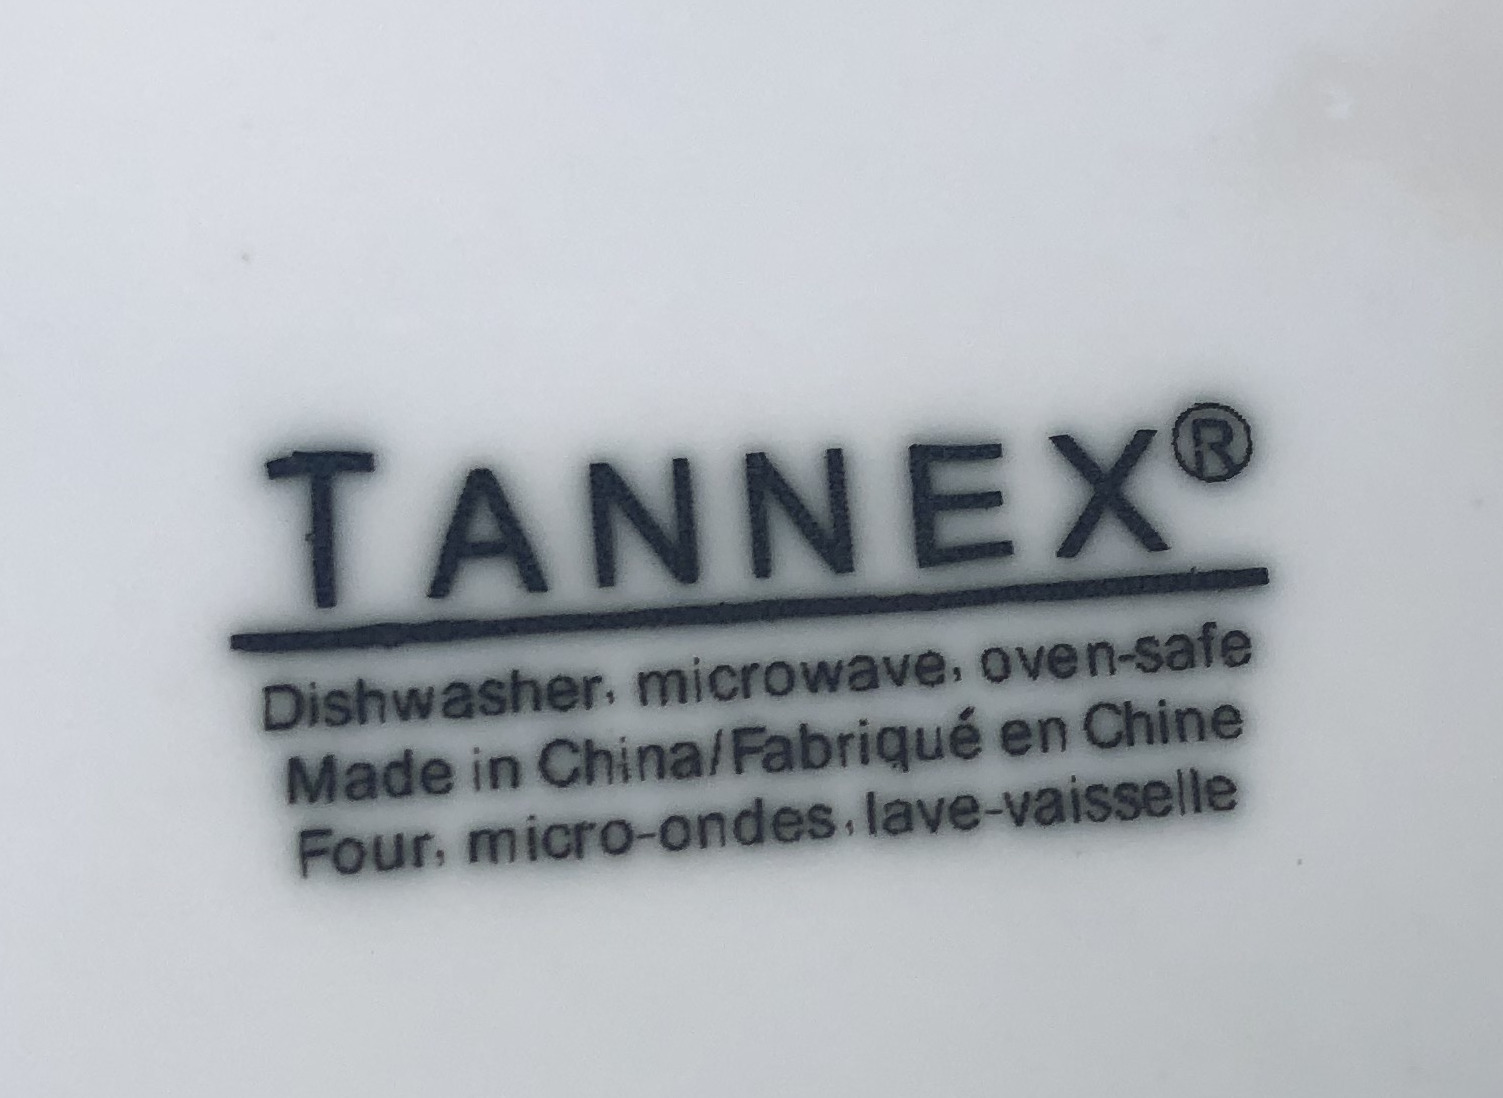 TANNEX®
Dishwasher, microwave, oven-safe
Made in China/Fabriqué en Chine
Four, micro-ondes, lave-vaisselle